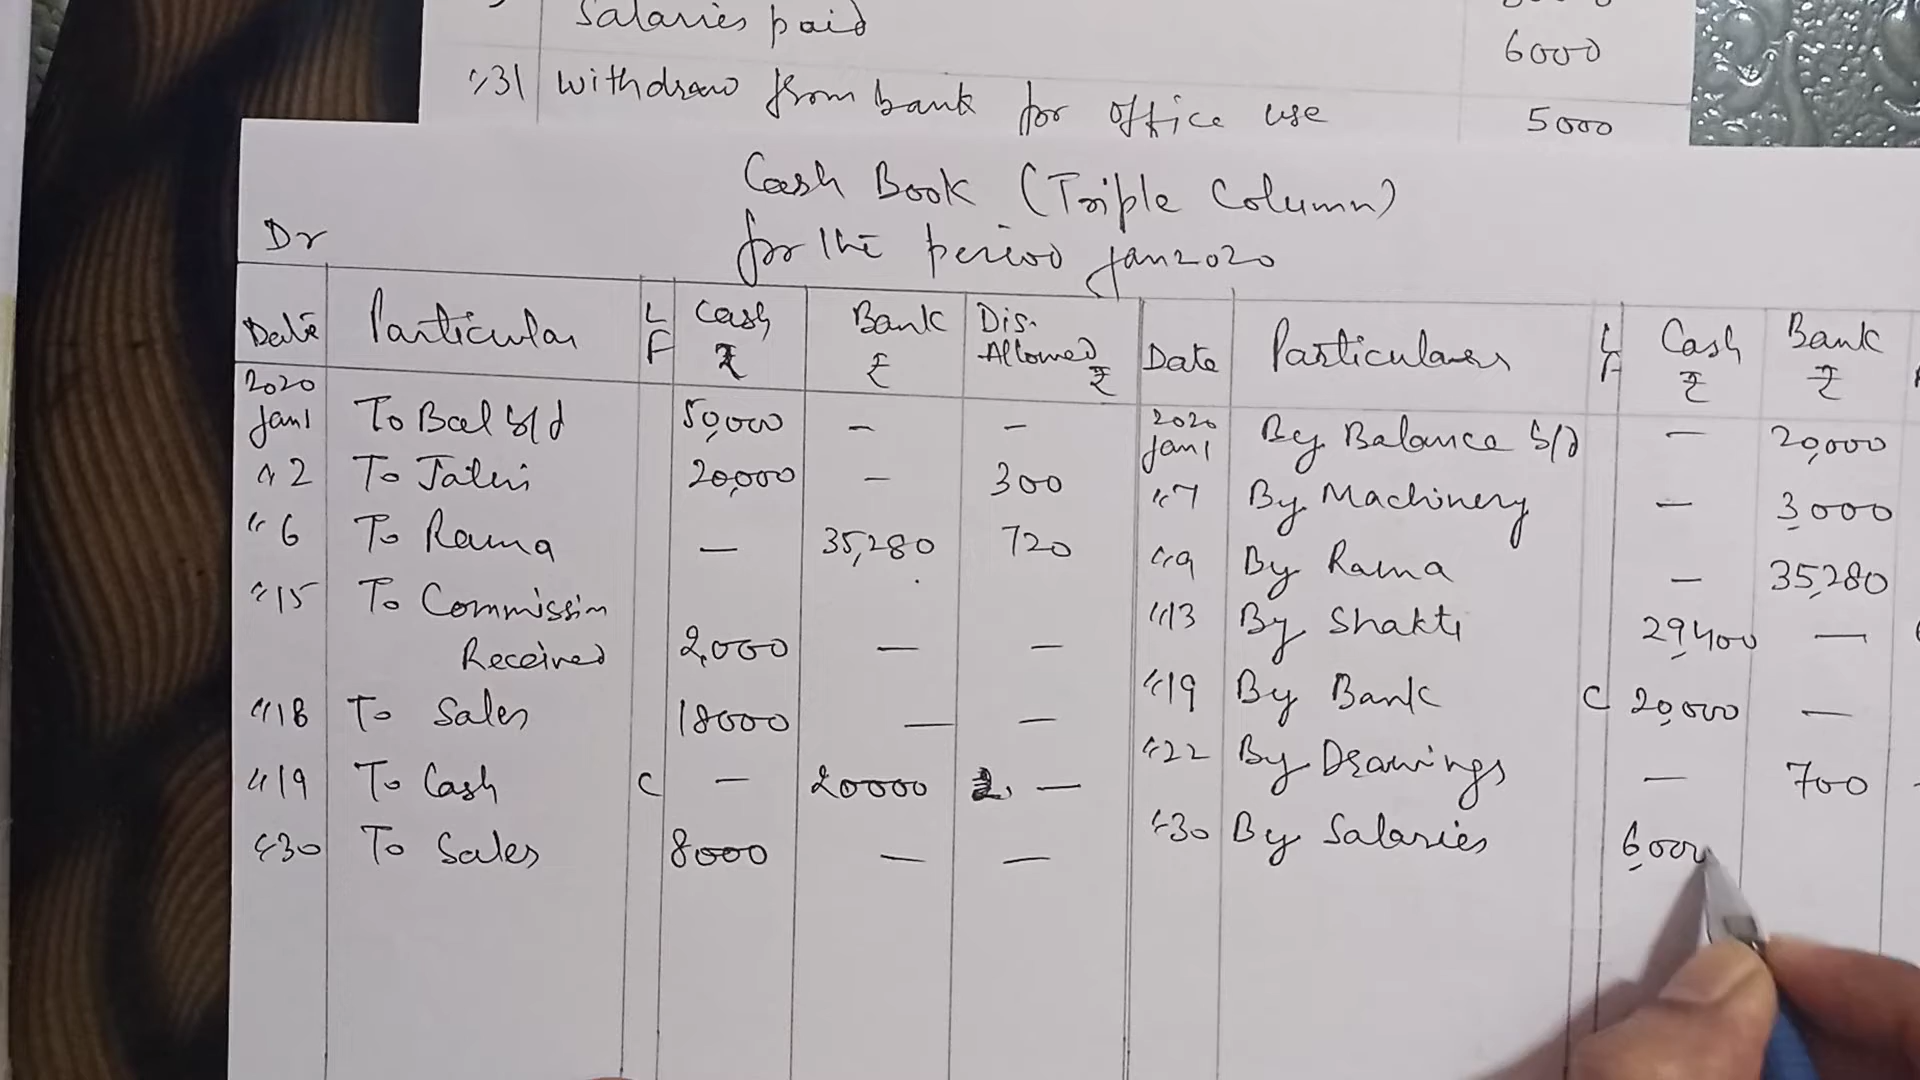 Salaries paid 6000
"31 withdraw from bank for office use 5000
Cash Book (Triple Column)
Dr for the period Jan 2020
Date Particular L F Cash ₹ Bank ₹ Dis. Allowed ₹ Date Particulars L F Cash ₹ Bank ₹
2020 Jan 1 To Bal b/d 50,000 — — 2020 Jan 1 By Balance b/d — 20,000
"2 To Jatin 20,000 — 300 "7 By Machinery — 3,000
"6 To Rama — 35,280 720 "9 By Rama — 35,280
"15 To Commission "13 By Shakti 29,400 —
Received 2,000 — —
"18 To Sales 18000 — — "19 By Bank C 20,000 —
"19 To Cash C — 20000 — "22 By Drawings — 700
"30 To Sales 8000 — — "30 By Salaries 6,000